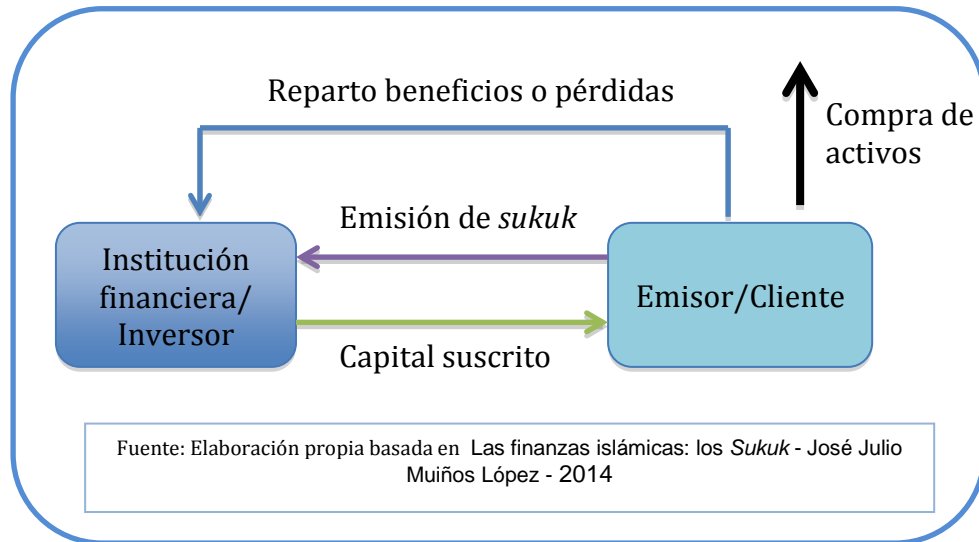 Reparto beneficios o pérdidas
Compra de
activos
Emisión de sukuk
Institución
financiera/
Inversor
Emisor/Cliente
Capital suscrito
Fuente: Elaboración propia basada en Las finanzas islámicas: los Sukuk - José Julio
Muiños López - 2014